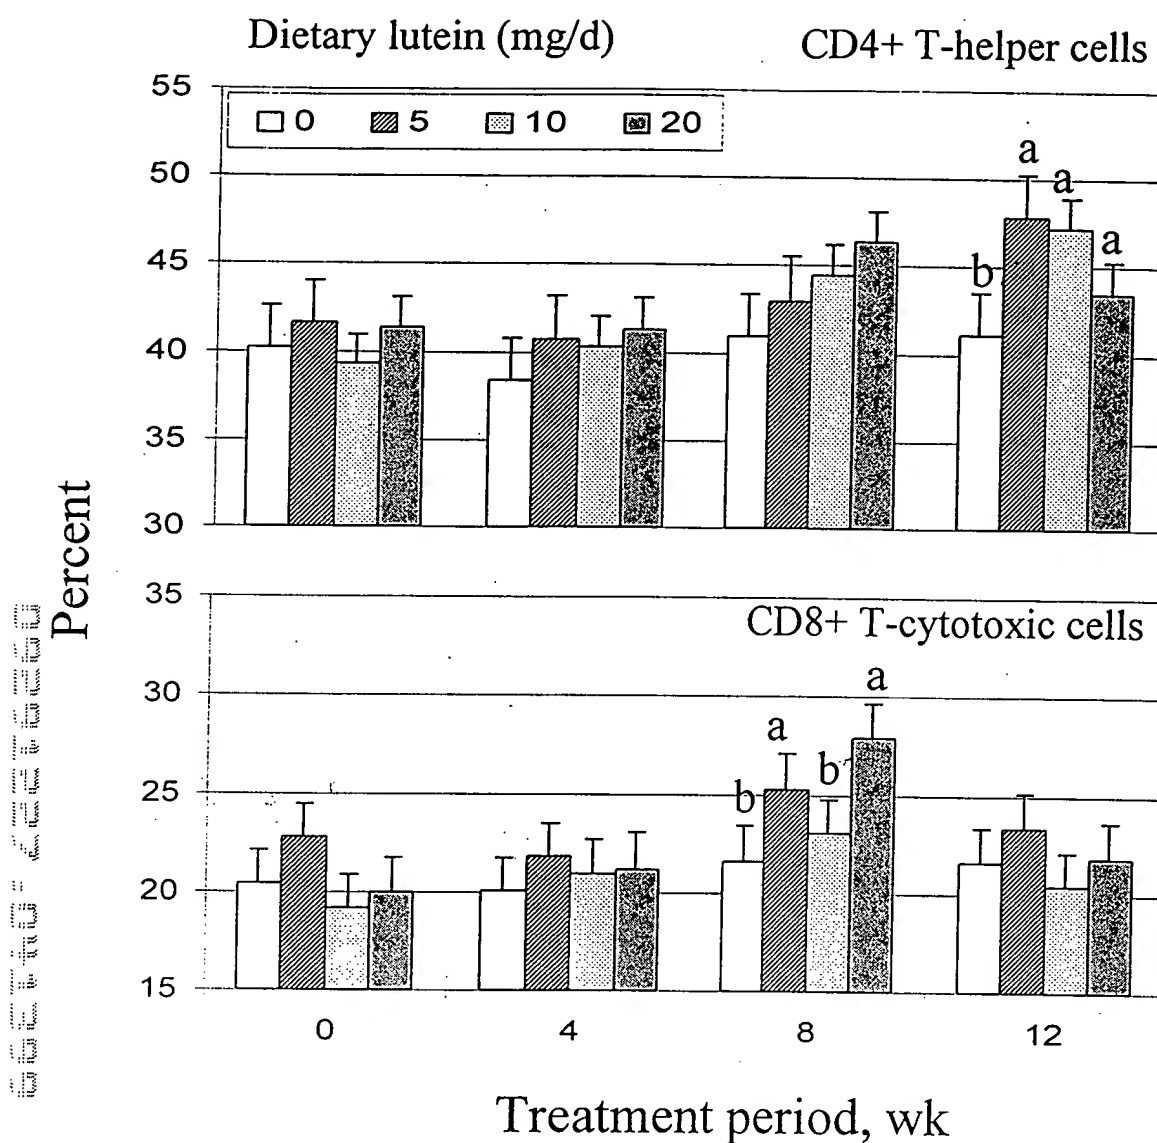 Dietary lutein (mg/d)
CD4+ T-helper cells
55
0 5 10 20
50
45
40
35
30
a
a
a
b
Percent
35
CD8+ T-cytotoxic cells
30
25
20
15
a
a
b
b
0 4 8 12
Treatment period, wk